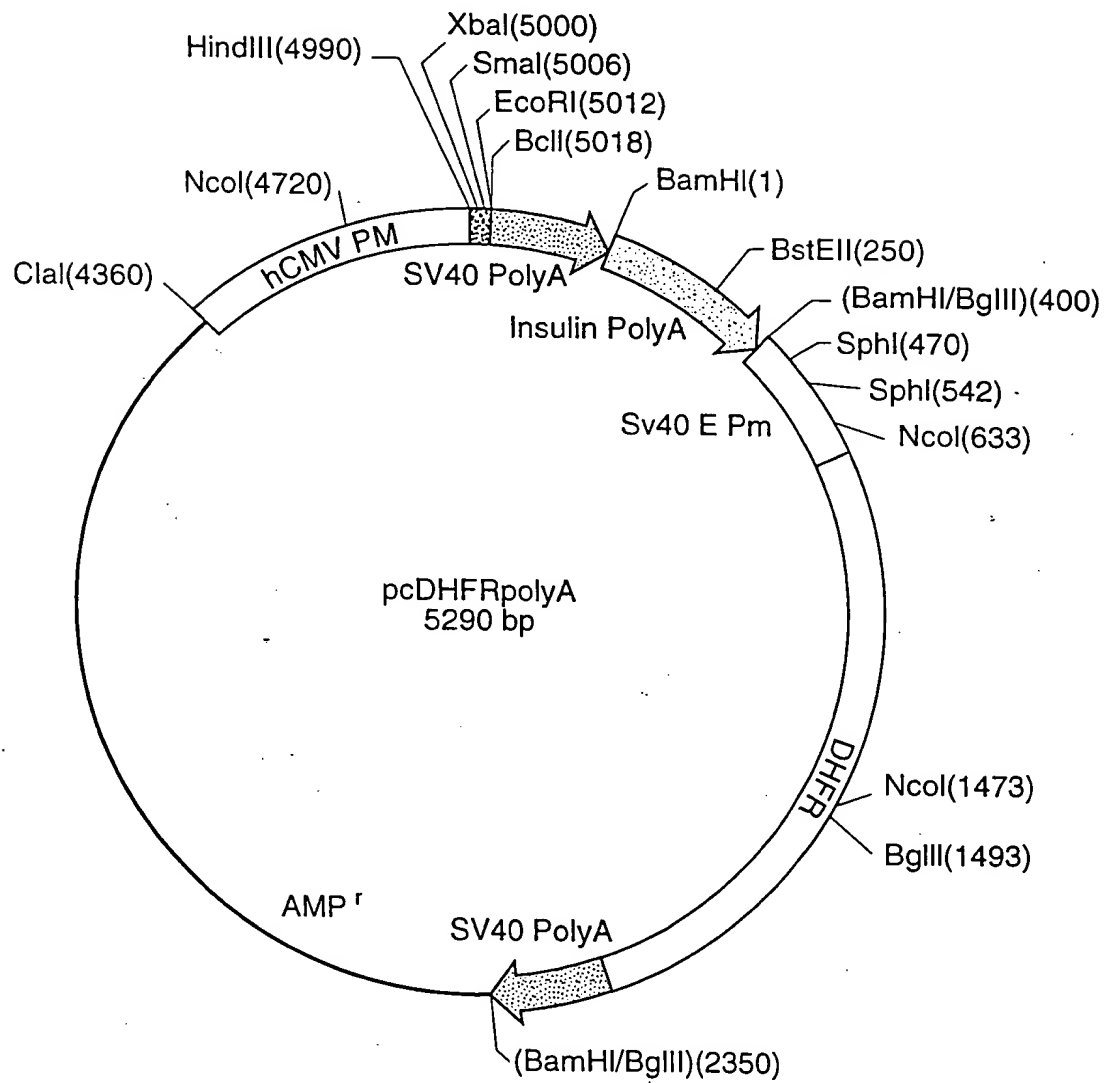 XbaI(5000)
HindIII(4990)
SmaI(5006)
EcoRI(5012)
BclI(5018)
NcoI(4720)
BamHI(1)
hCMV PM
ClaI(4360)
SV40 PolyA
BstEII(250)
(BamHI/BglII)(400)
Insulin PolyA
SphI(470)
SphI(542)
Sv40 E Pm
NcoI(633)
pcDHFRpolyA
5290 bp
DHFR
NcoI(1473)
BglII(1493)
AMP r
SV40 PolyA
(BamHI/BglII)(2350)